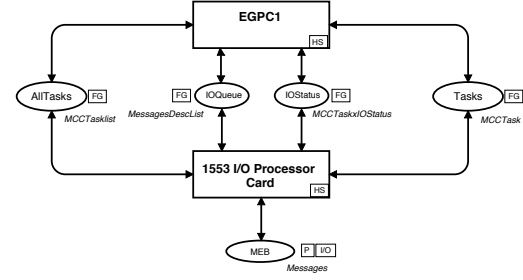 EGPC1
HS
AllTasks
FG
MCCTasklist
FG
IOQueue
MessagesDescList
IOStatus
FG
MCCTaskxIOStatus
Tasks
FG
MCCTask
1553 I/O Processor
Card
HS
MEB
P
I/O
Messages